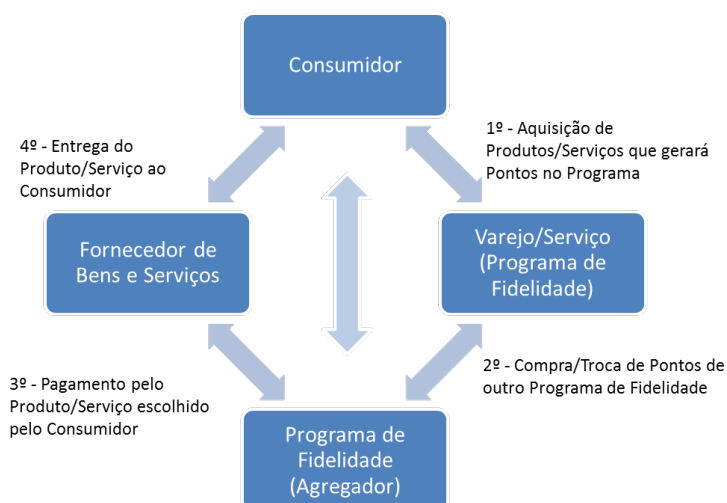 Consumidor
4º - Entrega do
Produto/Serviço ao
Consumidor
1º - Aquisição de
Produtos/Serviços que gerará
Pontos no Programa
Fornecedor de
Bens e Serviços
Varejo/Serviço
(Programa de
Fidelidade)
3º - Pagamento pelo
Produto/Serviço escolhido
pelo Consumidor
2º - Compra/Troca de Pontos de
outro Programa de Fidelidade
Programa de
Fidelidade
(Agregador)